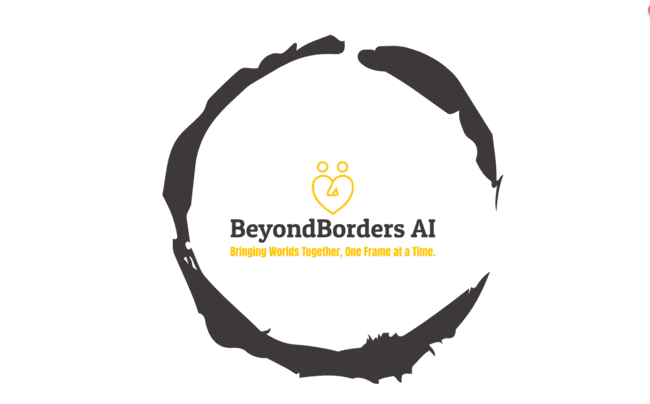 BeyondBorders AI
Bringing Worlds Together, One Frame at a Time.